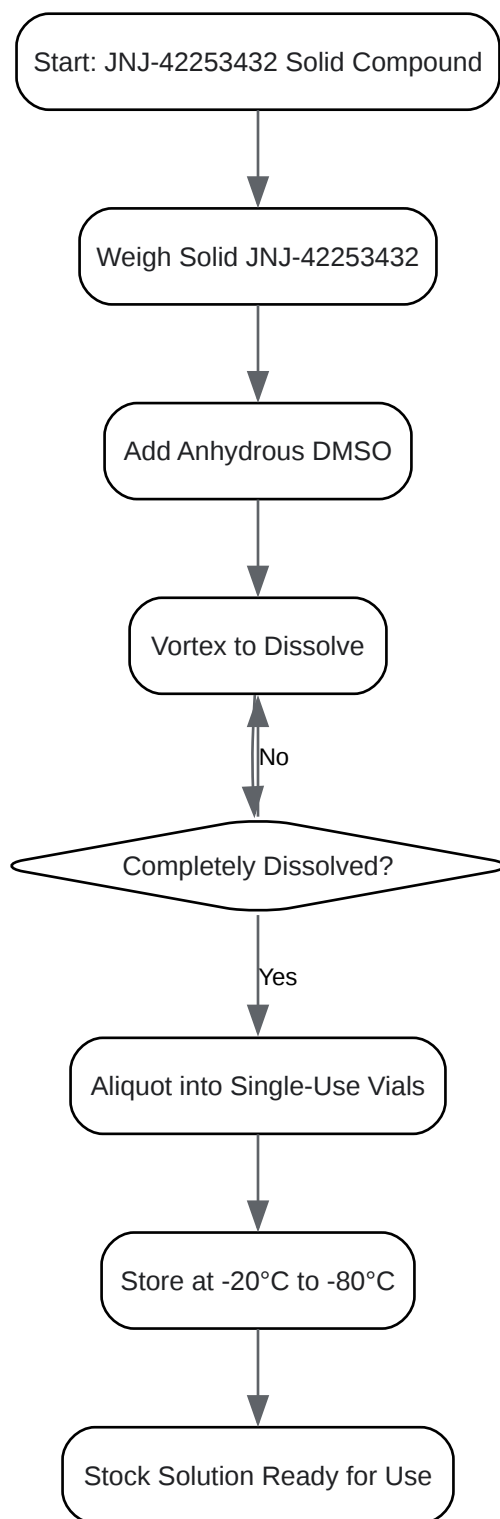 Start: JNJ-42253432 Solid Compound
Weigh Solid JNJ-42253432
Add Anhydrous DMSO
Vortex to Dissolve
No
Completely Dissolved?
Yes
Aliquot into Single-Use Vials
Store at -20°C to -80°C
Stock Solution Ready for Use